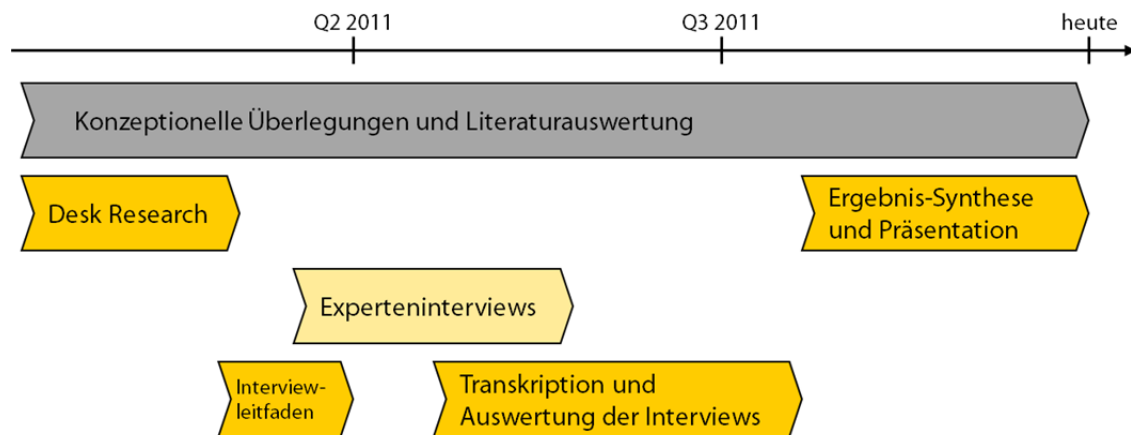 Q2 2011
Q3 2011
heute
Konzeptionelle Überlegungen und Literaturauswertung
Desk Research
Ergebnis-Synthese
und Präsentation
Experteninterviews
Interview-
leitfaden
Transkription und
Auswertung der Interviews